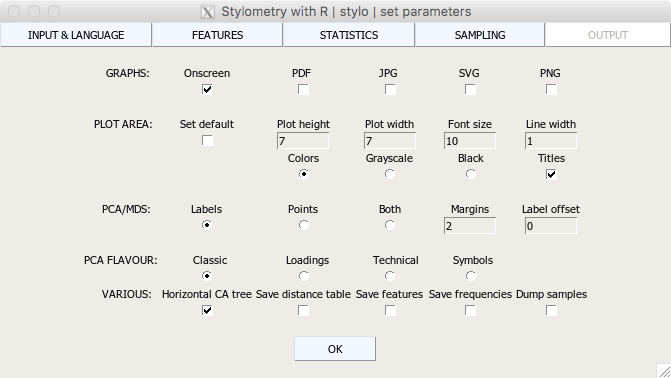 Stylometry with R | stylo | set parameters
INPUT & LANGUAGE FEATURES STATISTICS SAMPLING OUTPUT
GRAPHS: Onscreen PDF JPG SVG PNG
PLOT AREA: Set default Plot height Plot width Font size Line width
7 7 10 1
Colors Grayscale Black Titles
PCA/MDS: Labels Points Both Margins Label offset
2 0
PCA FLAVOUR: Classic Loadings Technical Symbols
VARIOUS: Horizontal CA tree Save distance table Save features Save frequencies Dump samples
OK